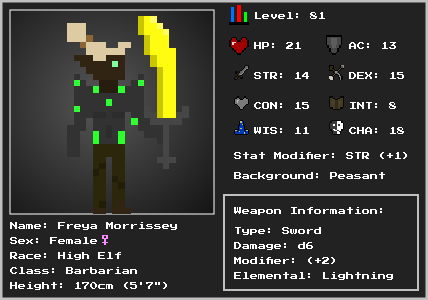 Level: 81
HP: 21 AC: 13
STR: 14 DEX: 15
CON: 15 INT: 8
WIS: 11 CHA: 18
Stat Modifier: STR (+1)
Background: Peasant
Name: Freya Morrissey
Sex: Female♀
Race: High Elf
Class: Barbarian
Height: 170cm (5'7")
Weapon Information:
Type: Sword
Damage: d6
Modifier: (+2)
Elemental: Lightning